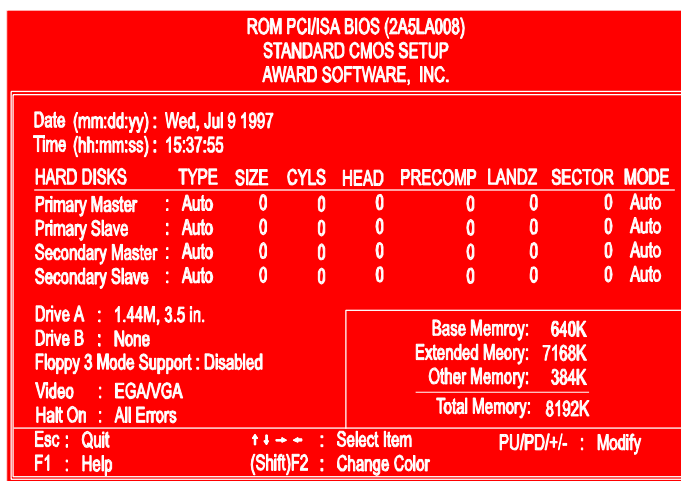 ROM PCI/ISA BIOS (2A5LA008)
STANDARD CMOS SETUP
AWARD SOFTWARE, INC.
Date (mm:dd:yy) : Wed, Jul 9 1997
Time (hh:mm:ss) : 15:37:55
HARD DISKS TYPE SIZE CYLS HEAD PRECOMP LANDZ SECTOR MODE
Primary Master : Auto 0 0 0 0 0 0 Auto
Primary Slave : Auto 0 0 0 0 0 0 Auto
Secondary Master : Auto 0 0 0 0 0 0 Auto
Secondary Slave : Auto 0 0 0 0 0 0 Auto
Drive A : 1.44M, 3.5 in.
Drive B : None
Floppy 3 Mode Support : Disabled
Video : EGA/VGA
Halt On : All Errors
Base Memroy: 640K
Extended Meory: 7168K
Other Memory: 384K
Total Memory: 8192K
Esc : Quit ↑ ↓ → ← : Select Item PU/PD/+/- : Modify
F1 : Help (Shift)F2 : Change Color